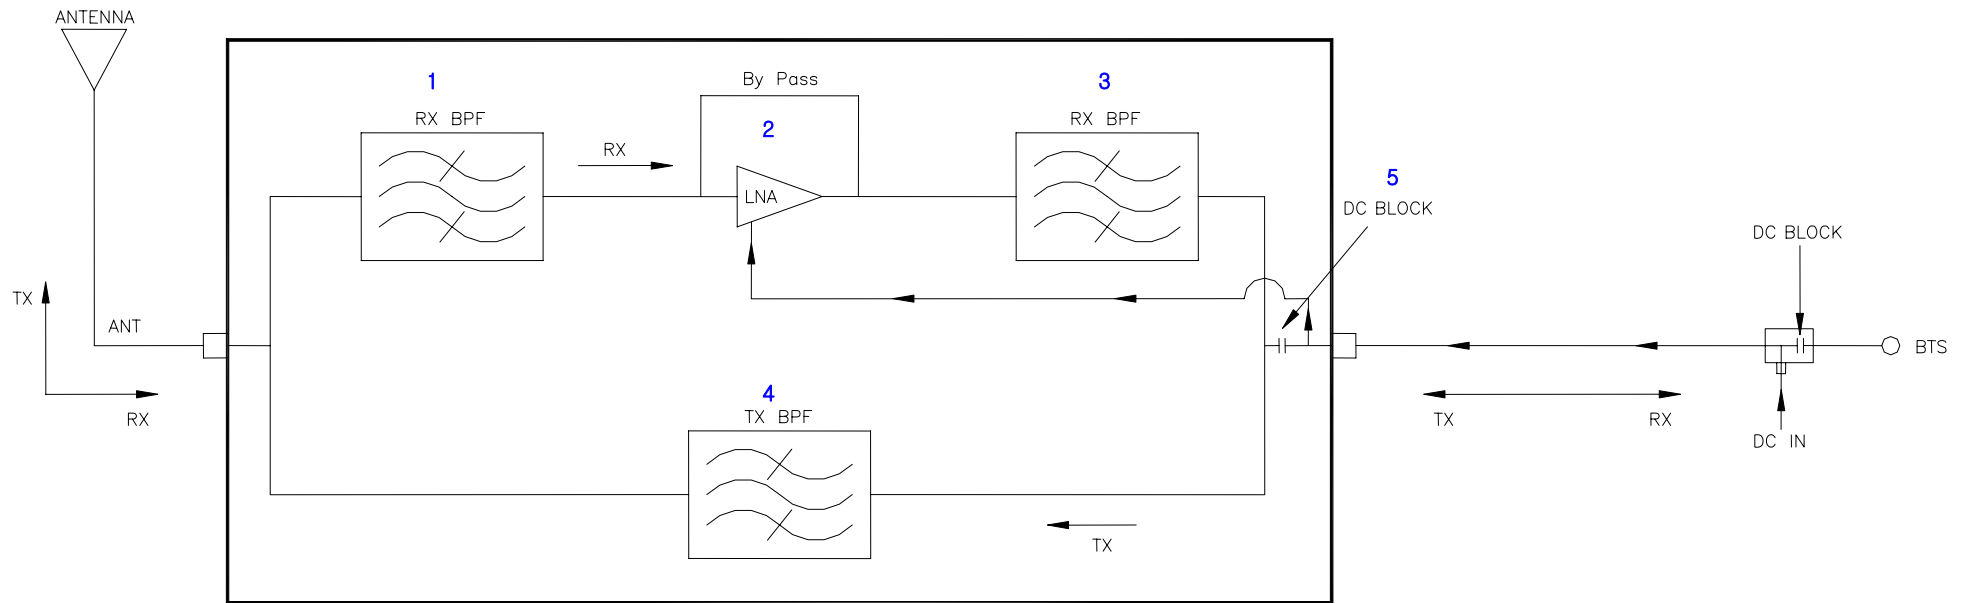 ANTENNA
1
By Pass
3
RX BPF
2
RX BPF
RX
5
LNA
DC BLOCK
DC BLOCK
TX
ANT
BTS
4
RX
TX BPF
TX
RX
DC IN
TX